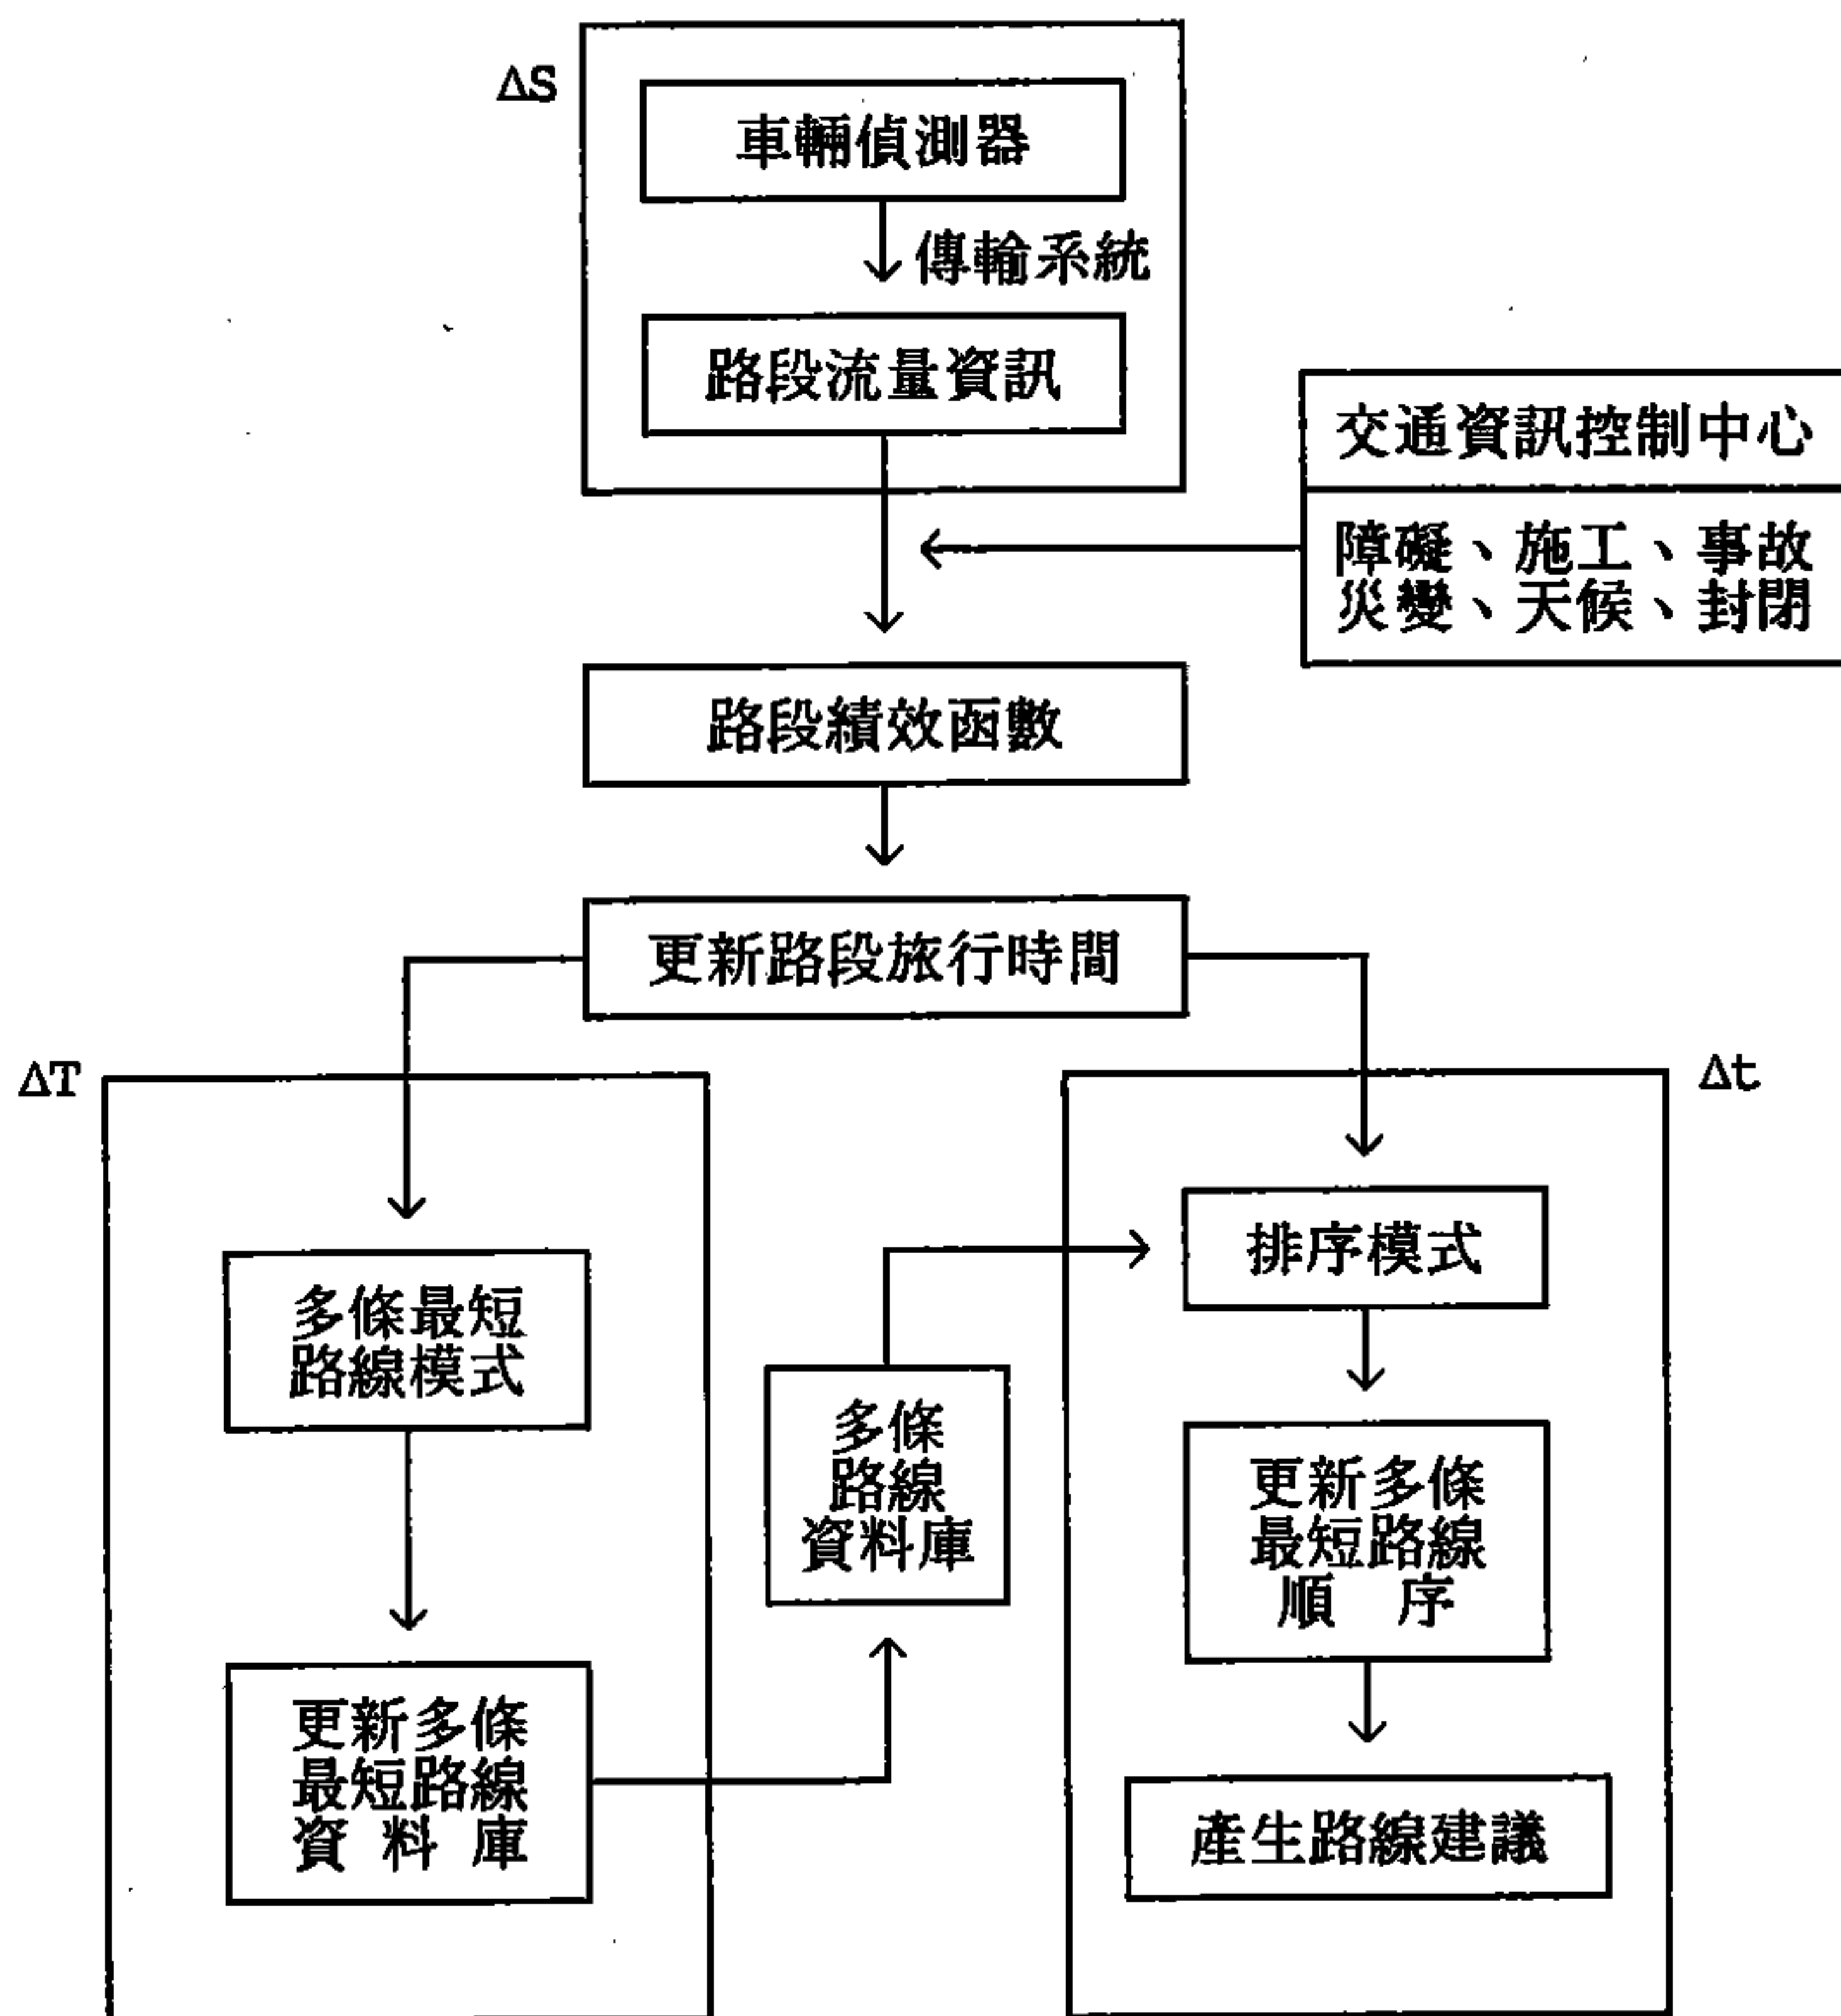 ΔS
車輛偵測器
傳輸系統
路段流量資訊
交通資訊控制中心
障礙、施工、事故
災變、天候、封閉
路段績效函數
更新路段旅行時間
ΔT
Δt
多條最短
路線模式
更新多條
最短路線
資 料 庫
多條
路線
資料庫
排序模式
更新多條
最短路線
順 序
產生路線建議